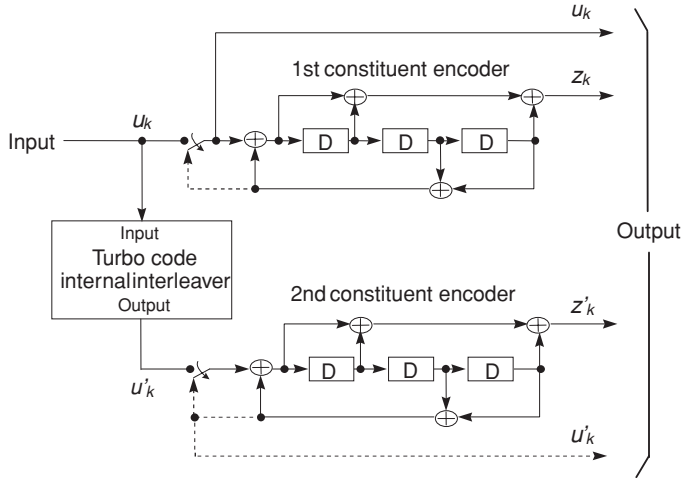 u_k
1st constituent encoder
z_k
Input
u_k
D
D
D
Input
Turbo code
internalinterleaver
Output
Output
2nd constituent encoder
z'_k
u'_k
D
D
D
u'_k